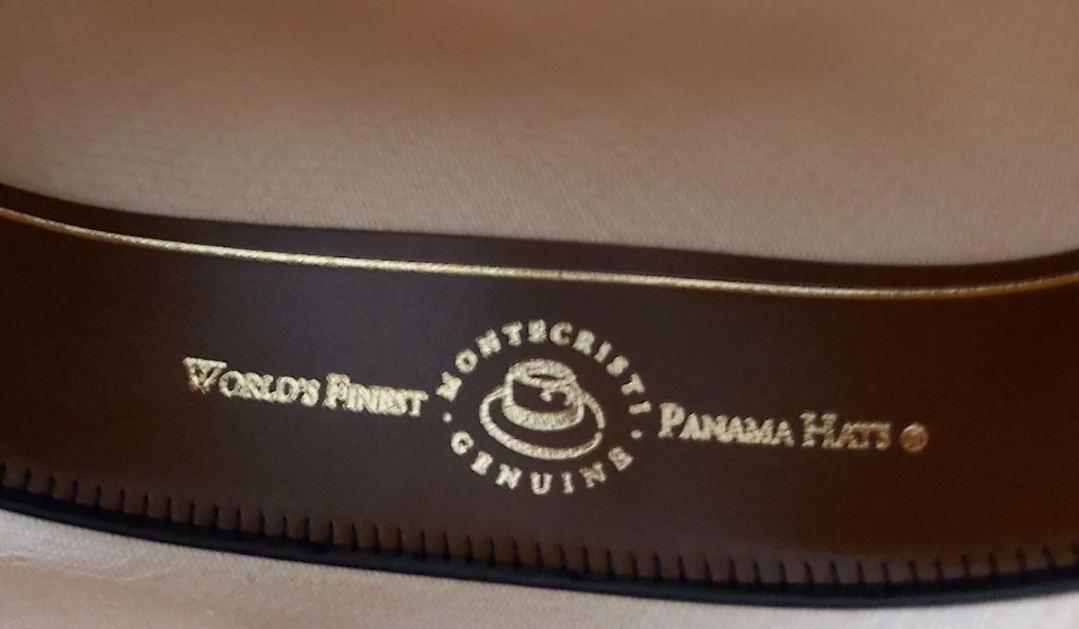 WORLD'S FINEST
MONTECRISTI
· GENUINE ·
PANAMA HATS ®